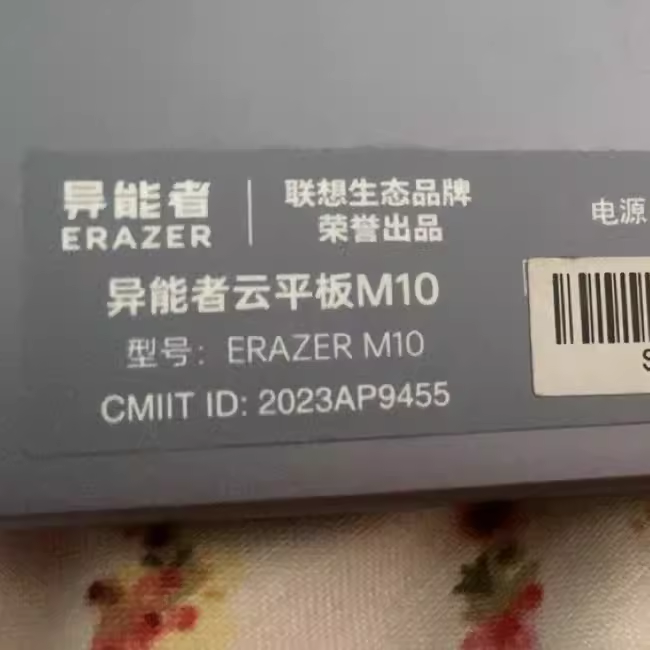 异能者
ERAZER
联想生态品牌
荣誉出品
异能者云平板M10
型号：ERAZER M10
CMIIT ID: 2023AP9455
电源
S